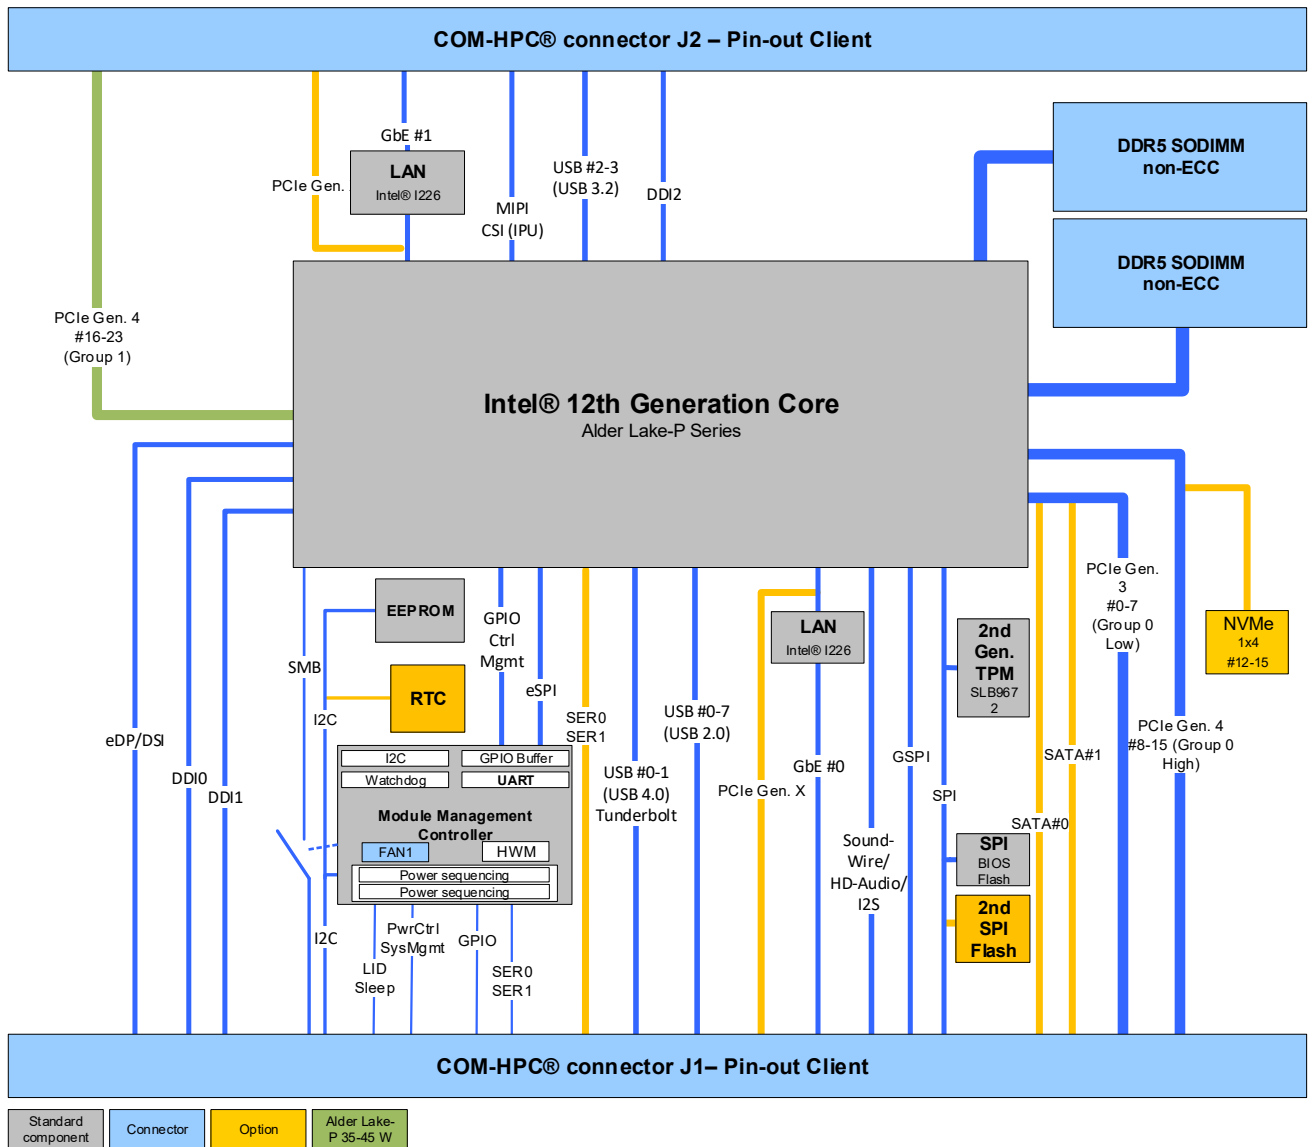 COM-HPC® connector J2 – Pin-out Client
GbE #1
LAN
Intel® I226
PCIe Gen.
MIPI
CSI (IPU)
USB #2-3
(USB 3.2)
DDI2
DDR5 SODIMM
non-ECC
DDR5 SODIMM
non-ECC
PCIe Gen. 4
#16-23
(Group 1)
Intel® 12th Generation Core
Alder Lake-P Series
eDP/DSI
DDI0
DDI1
SMB
I2C
EEPROM
RTC
GPIO
Ctrl
Mgmt
eSPI
SER0
SER1
USB #0-1
(USB 4.0)
Tunderbolt
USB #0-7
(USB 2.0)
PCIe Gen. X
LAN
Intel® I226
GbE #0
Sound-
Wire/
HD-Audio/
I2S
GSPI
SPI
2nd
Gen.
TPM
SLB967
2
SPI
BIOS
Flash
2nd
SPI
Flash
SATA#0
SATA#1
PCIe Gen.
3
#0-7
(Group 0
Low)
PCIe Gen. 4
#8-15 (Group 0
High)
NVMe
1x4
#12-15
I2C
GPIO Buffer
Watchdog
UART
Module Management
Controller
FAN1
HWM
Power sequencing
Power sequencing
I2C
LID
Sleep
PwrCtrl
SysMgmt
GPIO
SER0
SER1
COM-HPC® connector J1– Pin-out Client
Standard
component
Connector
Option
Alder Lake-
P 35-45 W